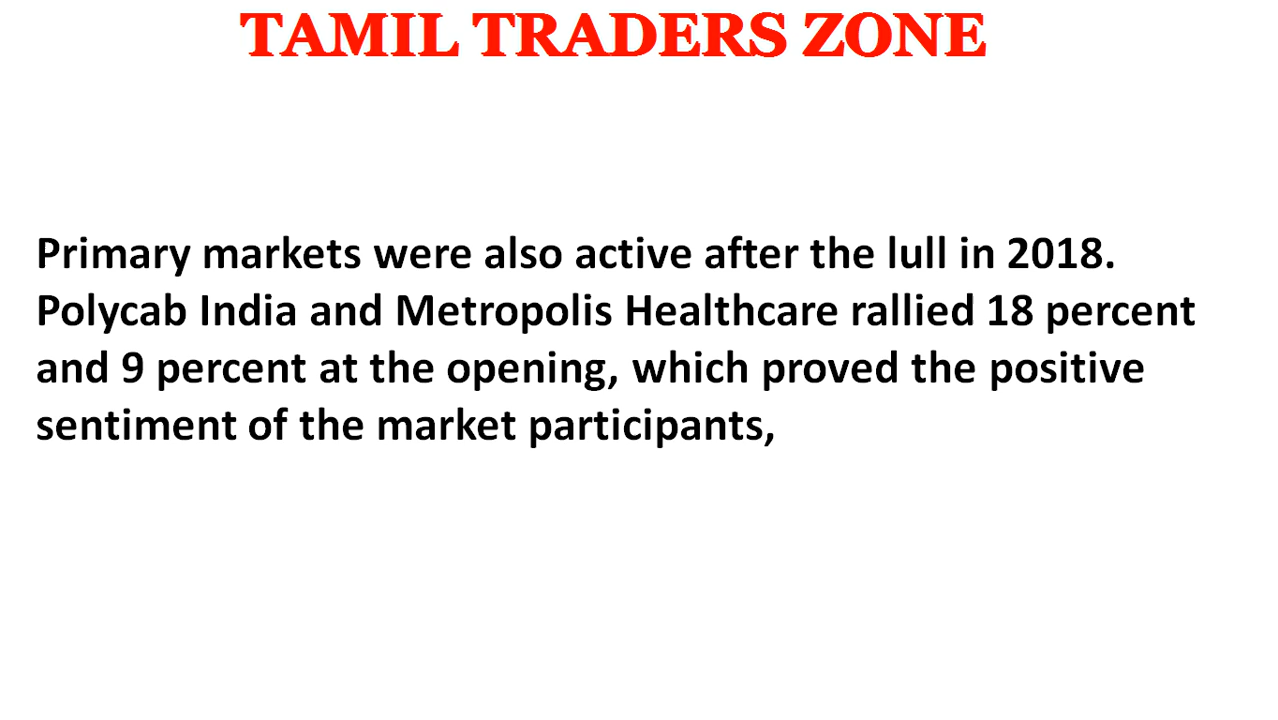 TAMIL TRADERS ZONE
Primary markets were also active after the lull in 2018.
Polycab India and Metropolis Healthcare rallied 18 percent
and 9 percent at the opening, which proved the positive
sentiment of the market participants,